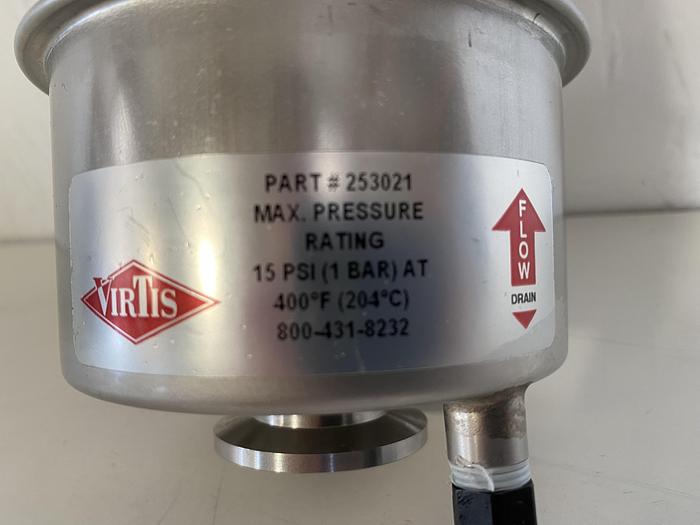 PART # 253021
MAX. PRESSURE
RATING
15 PSI (1 BAR) AT
400°F (204°C)
800-431-8232
VIRTIS
FLOW
DRAIN